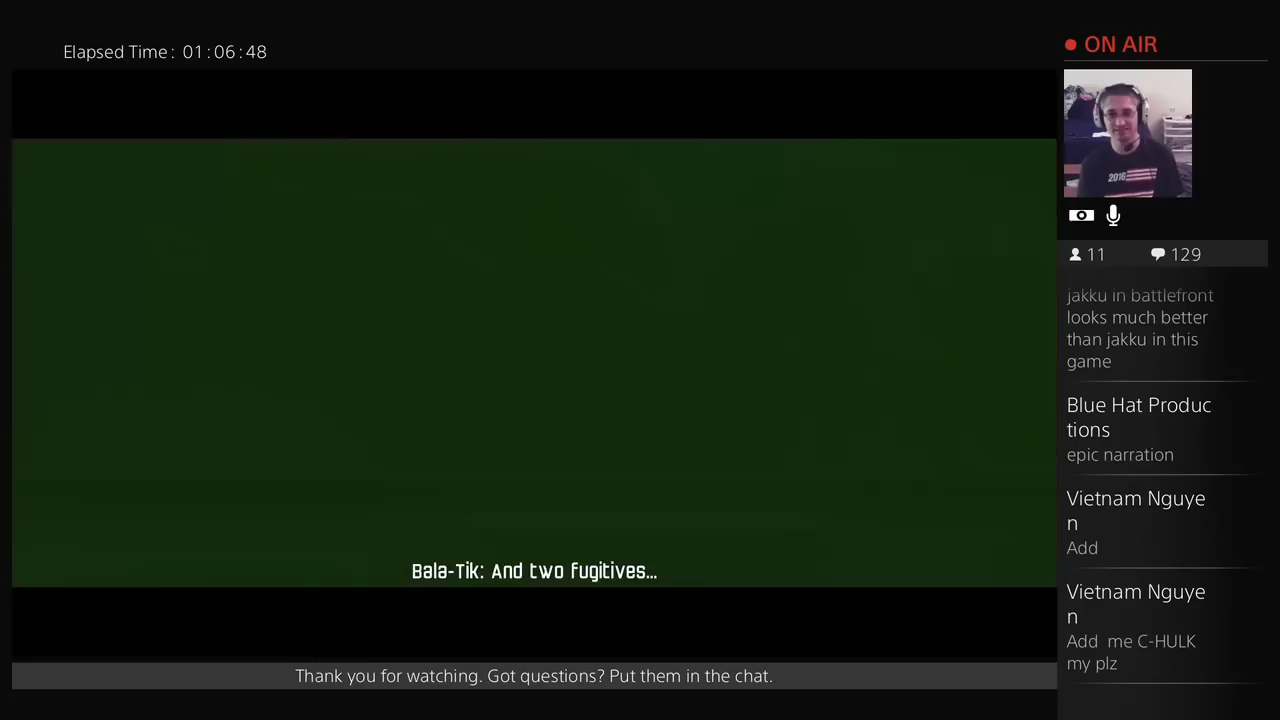 Elapsed Time: 01:06:48
ON AIR
2016
11 129
jakku in battlefront
looks much better
than jakku in this
game
Blue Hat Produc
tions
epic narration
Vietnam Nguye
n
Add
Vietnam Nguye
n
Add me C-HULK
my plz
Bala-Tik: And two fugitives...
Thank you for watching. Got questions? Put them in the chat.